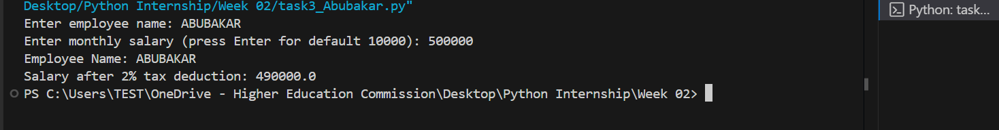 Desktop/Python Internship/Week 02/task3_Abubakar.py"
Enter employee name: ABUBAKAR
Enter monthly salary (press Enter for default 10000): 500000
Employee Name: ABUBAKAR
Salary after 2% tax deduction: 490000.0
PS C:\Users\TEST\OneDrive - Higher Education Commission\Desktop\Python Internship\Week 02>
Python: task...